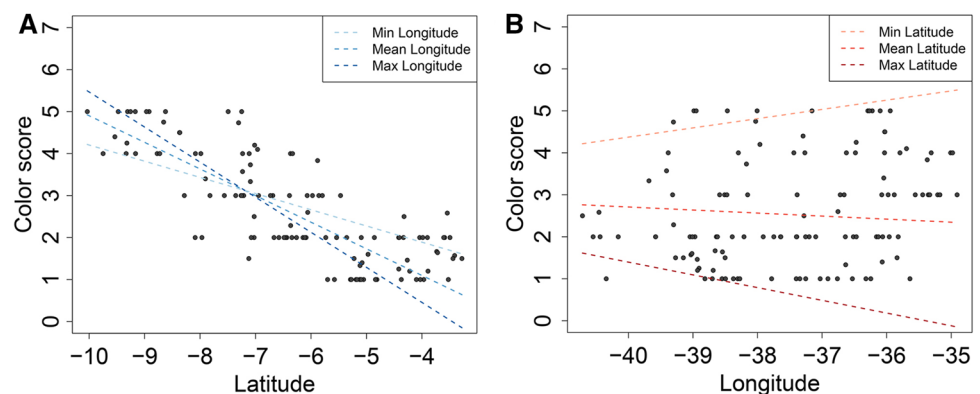 A
Color score
7
6
5
4
3
2
1
0
Min Longitude
Mean Longitude
Max Longitude
−10 −9 −8 −7 −6 −5 −4
Latitude
B
Color score
7
6
5
4
3
2
1
0
Min Latitude
Mean Latitude
Max Latitude
−40 −39 −38 −37 −36 −35
Longitude